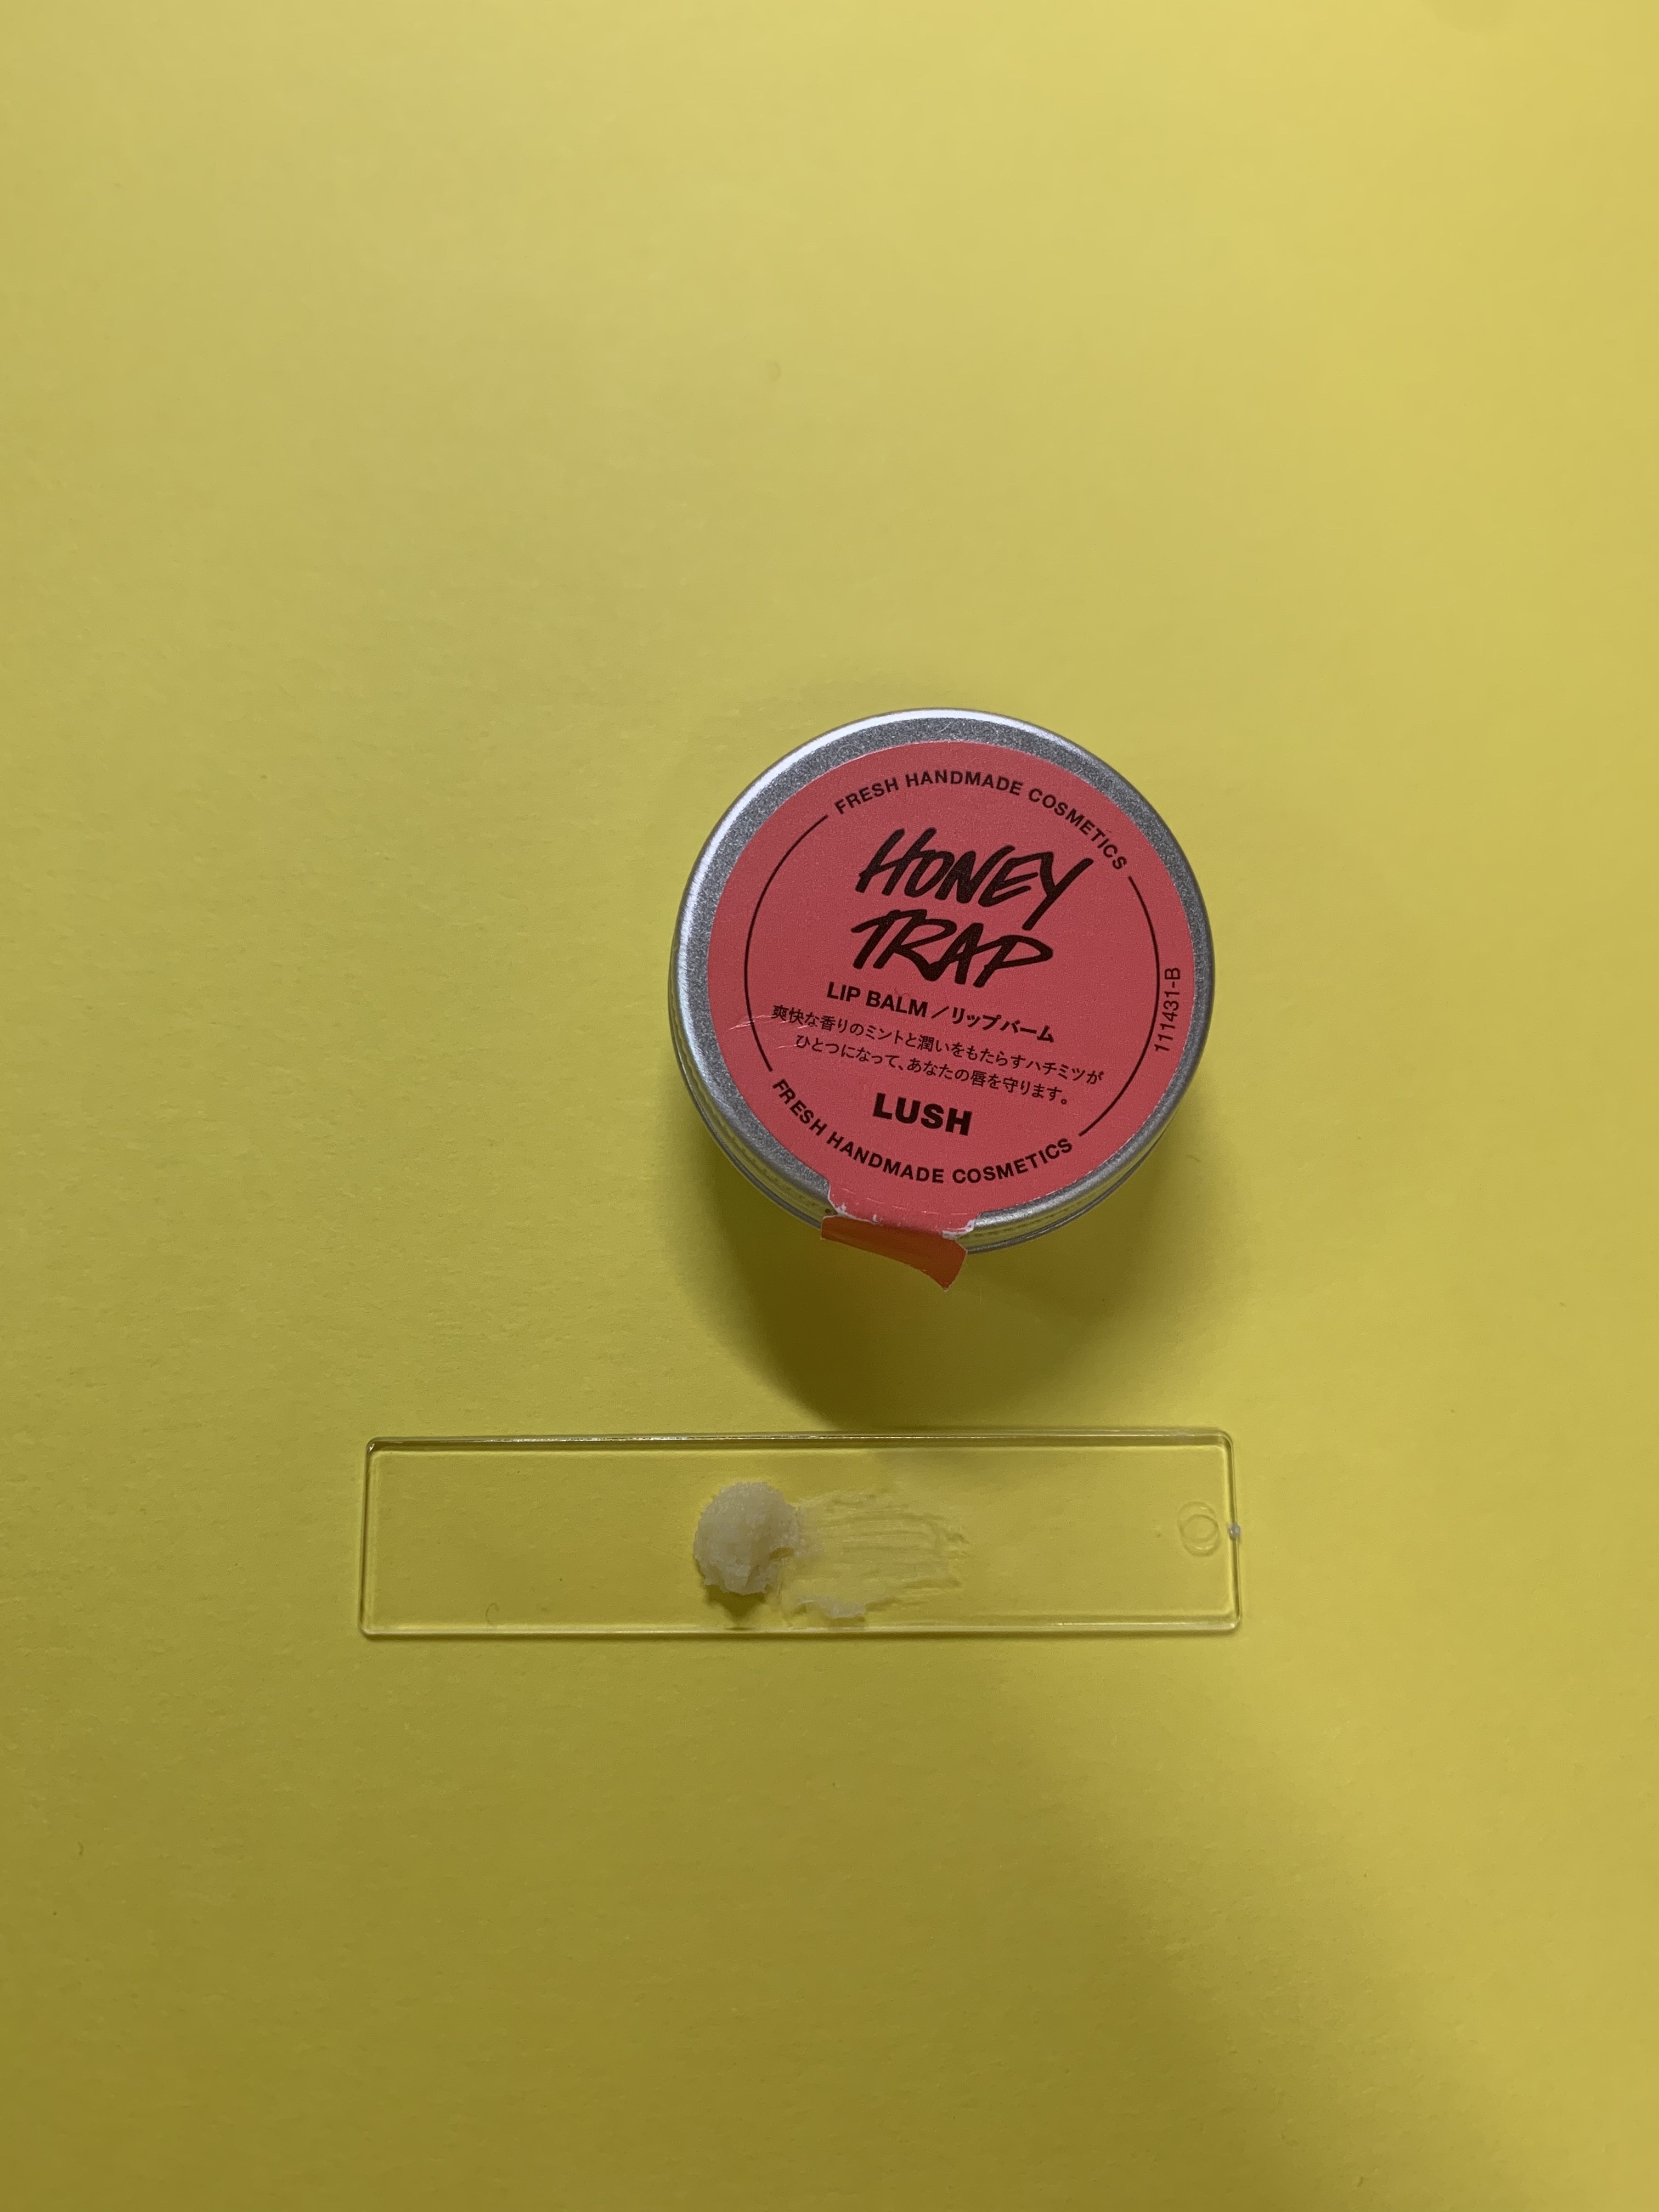 FRESH HANDMADE COSMETICS
HONEY
TRAP
LIP BALM／リップバーム
爽快な香りのミントと潤いをもたらすハチミツが
ひとつになって、あなたの唇を守ります。
LUSH
FRESH HANDMADE COSMETICS
111431-B